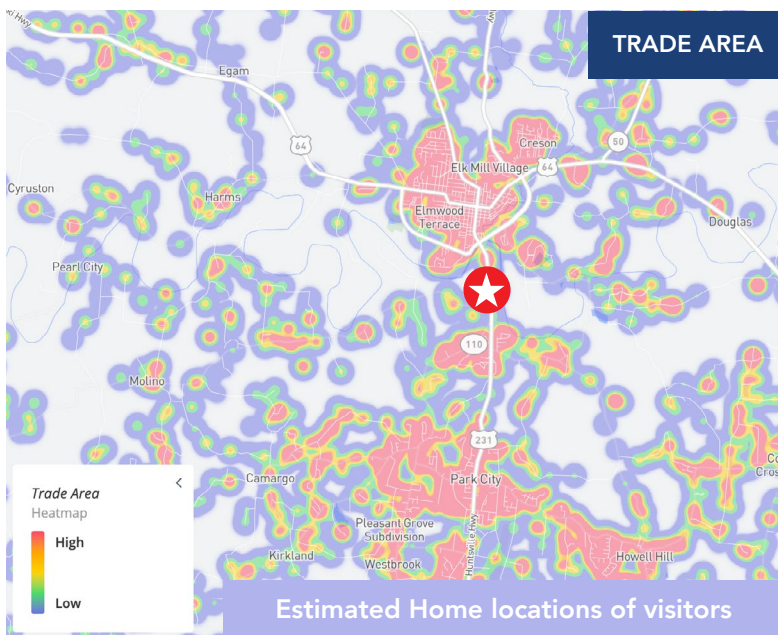 TRADE AREA
Egam
64
50
Creson
Elk Mill Village
64
Cyruston
Harms
Elmwood
Terrace
Douglas
Pearl City
110
Molino
231
Camargo
Park City
Pleasant Grove
Subdivision
Huntsville Hwy
Kirkland
Westbrook
Howell Hill
Trade Area
Heatmap
High
Low
Estimated Home locations of visitors